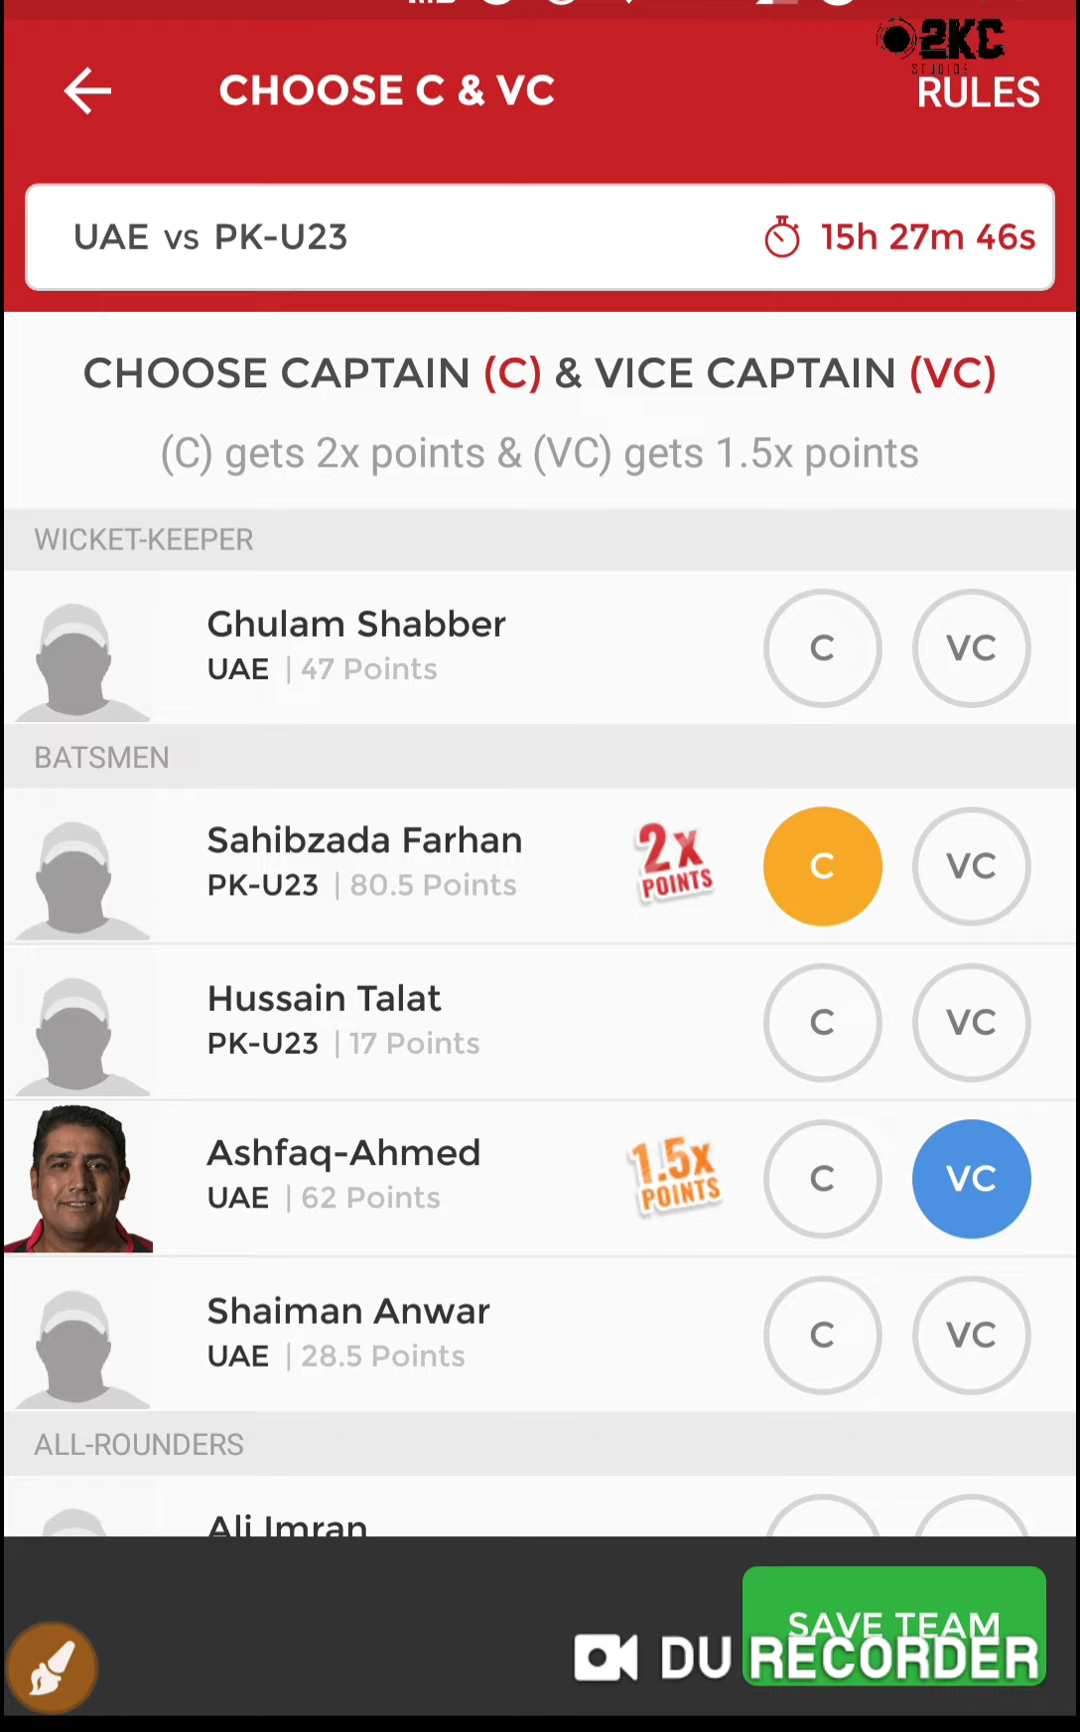 2KC
STUDIOS
CHOOSE C & VC
RULES
UAE vs PK-U23
15h 27m 46s
CHOOSE CAPTAIN (C) & VICE CAPTAIN (VC)
(C) gets 2x points & (VC) gets 1.5x points
WICKET-KEEPER
Ghulam Shabber
UAE | 47 Points
C
VC
BATSMEN
Sahibzada Farhan
PK-U23 | 80.5 Points
2x
POINTS
C
VC
Hussain Talat
PK-U23 | 17 Points
C
VC
Ashfaq-Ahmed
UAE | 62 Points
1.5x
POINTS
C
VC
Shaiman Anwar
UAE | 28.5 Points
C
VC
ALL-ROUNDERS
Ali Imran
SAVE TEAM
DU RECORDER